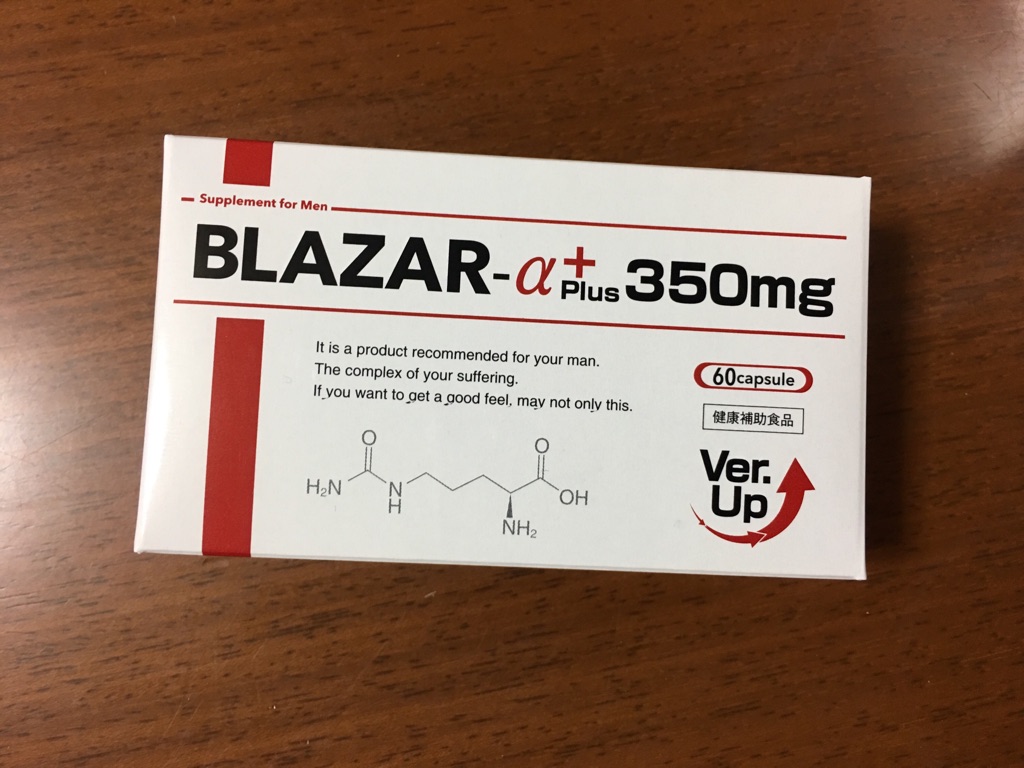 Supplement for Men
BLAZAR-α+Plus 350mg
It is a product recommended for your man.
The complex of your suffering.
If you want to get a good feel, may not only this.
60capsule
健康補助食品
Ver.
Up
O
H₂N
N
H
O
OH
NH₂